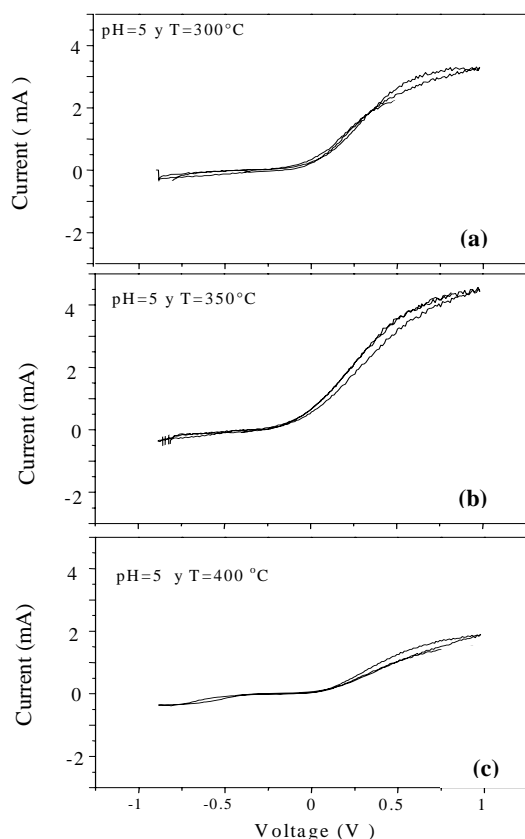 pH=5 y T=300°C
4
2
0
-2
Current ( mA )
(a)
pH=5 y T=350°C
4
2
0
-2
Current (mA)
(b)
pH=5 y T=400 °C
4
2
0
-2
Current (mA)
(c)
-1 -0.5 0 0.5 1
Voltage (V )